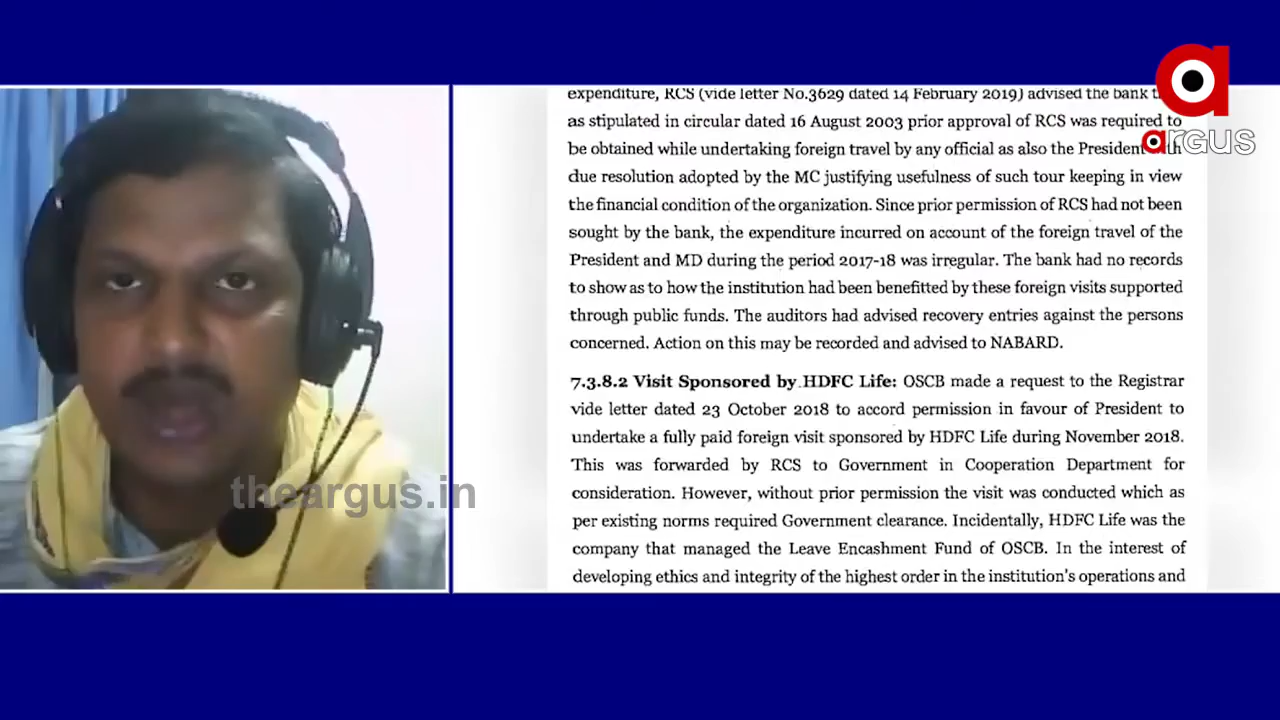 expenditure, RCS (vide letter No.3629 dated 14 February 2019) advised the bank
as stipulated in circular dated 16 August 2003 prior approval of RCS was required to
be obtained while undertaking foreign travel by any official as also the President with
due resolution adopted by the MC justifying usefulness of such tour keeping in view
the financial condition of the organization. Since prior permission of RCS had not been
sought by the bank, the expenditure incurred on account of the foreign travel of the
President and MD during the period 2017-18 was irregular. The bank had no records
to show as to how the institution had been benefitted by these foreign visits supported
through public funds. The auditors had advised recovery entries against the persons
concerned. Action on this may be recorded and advised to NABARD.
7.3.8.2 Visit Sponsored by HDFC Life: OSCB made a request to the Registrar
vide letter dated 23 October 2018 to accord permission in favour of President to
undertake a fully paid foreign visit sponsored by HDFC Life during November 2018.
This was forwarded by RCS to Government in Cooperation Department for
consideration. However, without prior permission the visit was conducted which as
per existing norms required Government clearance. Incidentally, HDFC Life was the
company that managed the Leave Encashment Fund of OSCB. In the interest of
developing ethics and integrity of the highest order in the institution's operations and
a
argus
theargus.in